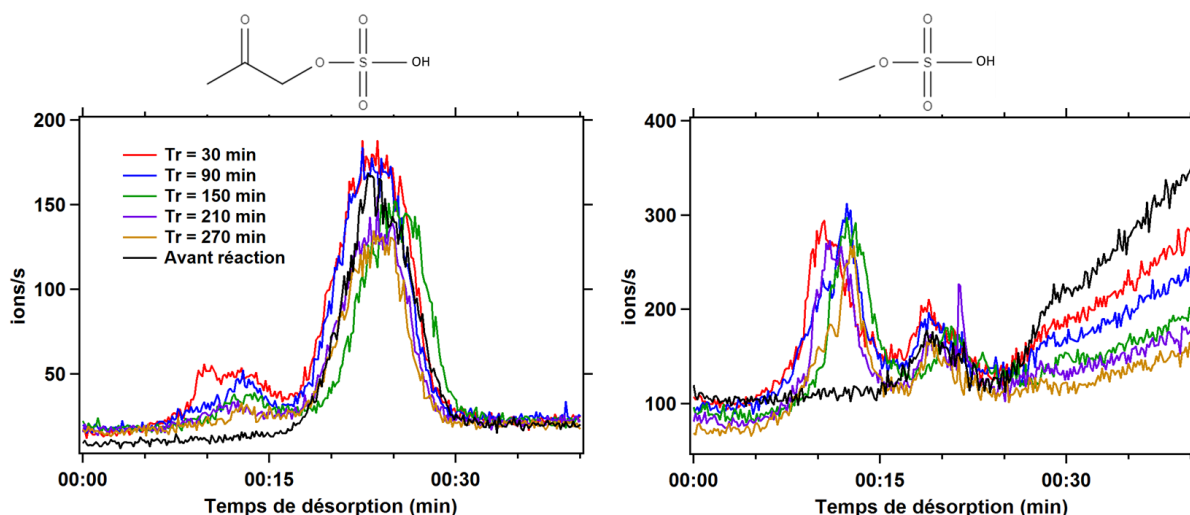 O
O
O
S
OH
O
O
O
S
OH
O
200
150
100
50
ions/s
Tr = 30 min
Tr = 90 min
Tr = 150 min
Tr = 210 min
Tr = 270 min
Avant réaction
00:00
00:15
00:30
Temps de désorption (min)
400
300
200
100
ions/s
00:00
00:15
00:30
Temps de désorption (min)